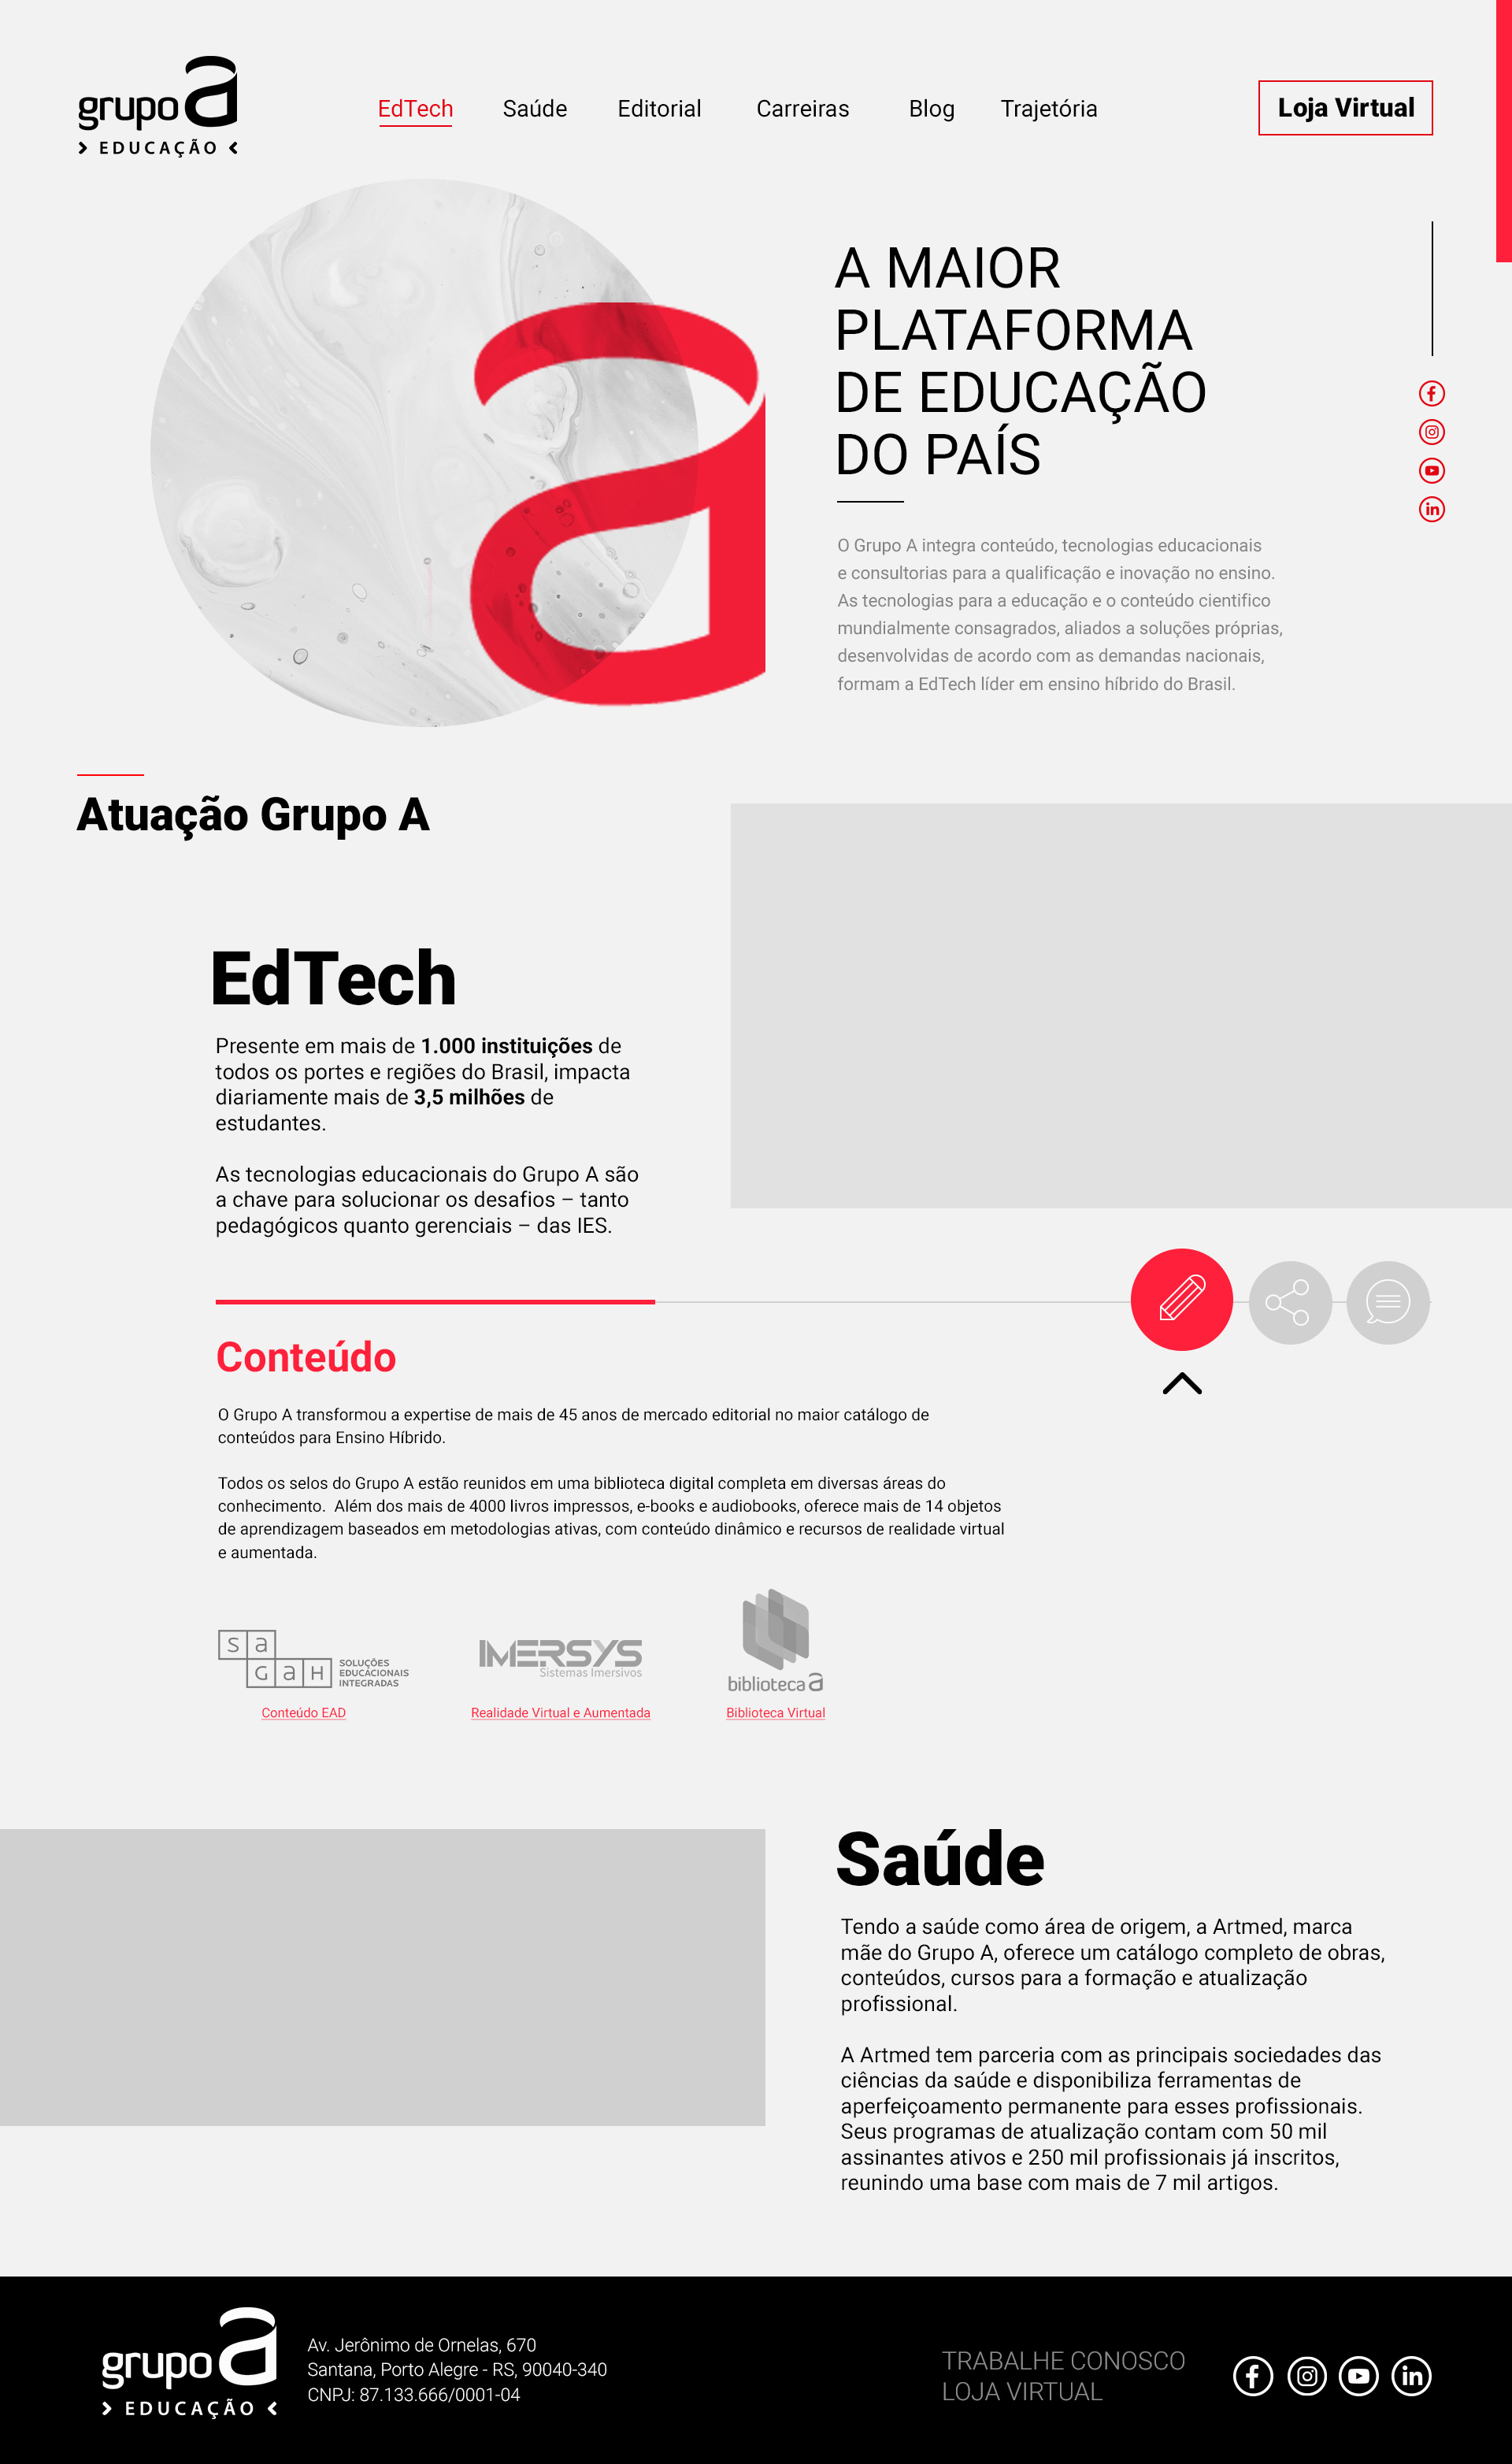 grupo a
EDUCAÇÃO
EdTech
Saúde
Editorial
Carreiras
Blog
Trajetória
Loja Virtual
A MAIOR
PLATAFORMA
DE EDUCAÇÃO
DO PAÍS
O Grupo A integra conteúdo, tecnologias educacionais
e consultorias para a qualificação e inovação no ensino.
As tecnologias para a educação e o conteúdo cientifico
mundialmente consagrados, aliados a soluções próprias,
desenvolvidas de acordo com as demandas nacionais,
formam a EdTech líder em ensino híbrido do Brasil.
a
Atuação Grupo A
EdTech
Presente em mais de 1.000 instituições de
todos os portes e regiões do Brasil, impacta
diariamente mais de 3,5 milhões de
estudantes.
As tecnologias educacionais do Grupo A são
a chave para solucionar os desafios – tanto
pedagógicos quanto gerenciais – das IES.
Conteúdo
O Grupo A transformou a expertise de mais de 45 anos de mercado editorial no maior catálogo de
conteúdos para Ensino Híbrido.
Todos os selos do Grupo A estão reunidos em uma biblioteca digital completa em diversas áreas do
conhecimento.  Além dos mais de 4000 livros impressos, e-books e audiobooks, oferece mais de 14 objetos
de aprendizagem baseados em metodologias ativas, com conteúdo dinâmico e recursos de realidade virtual
e aumentada.
sa
GaH
SOLUÇÕES
EDUCACIONAIS
INTEGRADAS
Conteúdo EAD
IMERSYS
Sistemas Imersivos
Realidade Virtual e Aumentada
biblioteca a
Biblioteca Virtual
Saúde
Tendo a saúde como área de origem, a Artmed, marca
mãe do Grupo A, oferece um catálogo completo de obras,
conteúdos, cursos para a formação e atualização
profissional.
A Artmed tem parceria com as principais sociedades das
ciências da saúde e disponibiliza ferramentas de
aperfeiçoamento permanente para esses profissionais.
Seus programas de atualização contam com 50 mil
assinantes ativos e 250 mil profissionais já inscritos,
reunindo uma base com mais de 7 mil artigos.
grupo a
EDUCAÇÃO
Av. Jerônimo de Ornelas, 670
Santana, Porto Alegre - RS, 90040-340
CNPJ: 87.133.666/0001-04
TRABALHE CONOSCO
LOJA VIRTUAL